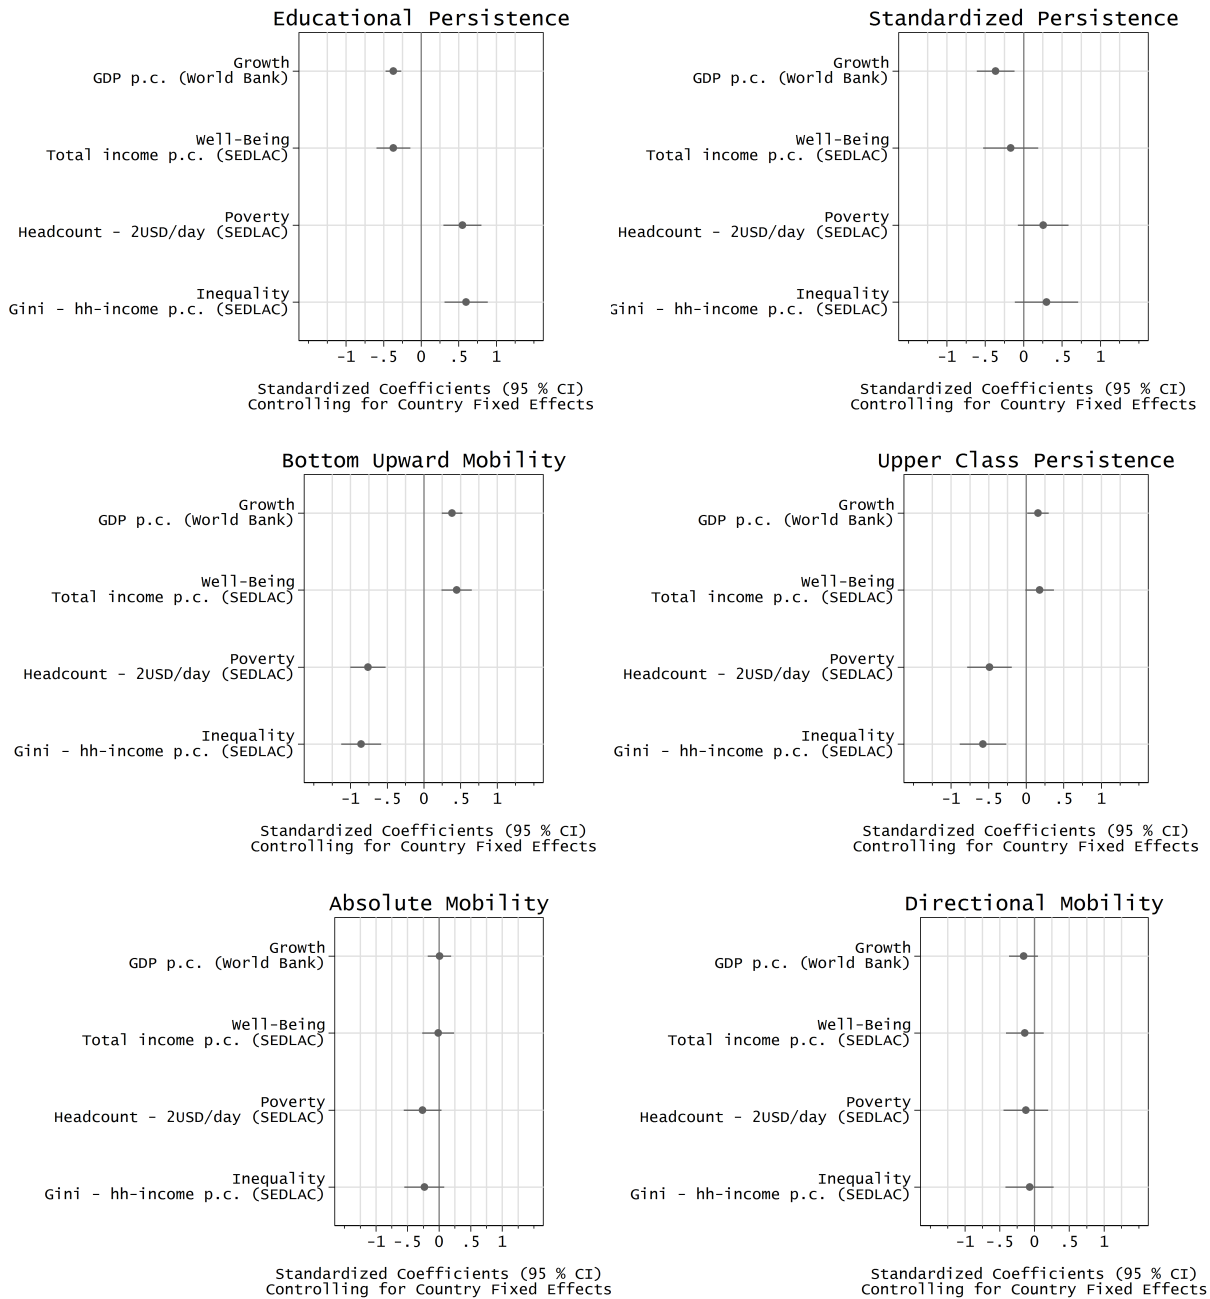 Educational Persistence
Growth
GDP p.c. (World Bank)
Well-Being
Total income p.c. (SEDLAC)
Poverty
Headcount - 2USD/day (SEDLAC)
Inequality
Gini - hh-income p.c. (SEDLAC)
-1 -.5 0 .5 1
Standardized Coefficients (95 % CI)
Controlling for Country Fixed Effects
Standardized Persistence
Growth
GDP p.c. (World Bank)
Well-Being
Total income p.c. (SEDLAC)
Poverty
Headcount - 2USD/day (SEDLAC)
Inequality
Gini - hh-income p.c. (SEDLAC)
-1 -.5 0 .5 1
Standardized Coefficients (95 % CI)
Controlling for Country Fixed Effects
Bottom Upward Mobility
Growth
GDP p.c. (World Bank)
Well-Being
Total income p.c. (SEDLAC)
Poverty
Headcount - 2USD/day (SEDLAC)
Inequality
Gini - hh-income p.c. (SEDLAC)
-1 -.5 0 .5 1
Standardized Coefficients (95 % CI)
Controlling for Country Fixed Effects
Upper Class Persistence
Growth
GDP p.c. (World Bank)
Well-Being
Total income p.c. (SEDLAC)
Poverty
Headcount - 2USD/day (SEDLAC)
Inequality
Gini - hh-income p.c. (SEDLAC)
-1 -.5 0 .5 1
Standardized Coefficients (95 % CI)
Controlling for Country Fixed Effects
Absolute Mobility
Growth
GDP p.c. (World Bank)
Well-Being
Total income p.c. (SEDLAC)
Poverty
Headcount - 2USD/day (SEDLAC)
Inequality
Gini - hh-income p.c. (SEDLAC)
-1 -.5 0 .5 1
Standardized Coefficients (95 % CI)
Controlling for Country Fixed Effects
Directional Mobility
Growth
GDP p.c. (World Bank)
Well-Being
Total income p.c. (SEDLAC)
Poverty
Headcount - 2USD/day (SEDLAC)
Inequality
Gini - hh-income p.c. (SEDLAC)
-1 -.5 0 .5 1
Standardized Coefficients (95 % CI)
Controlling for Country Fixed Effects